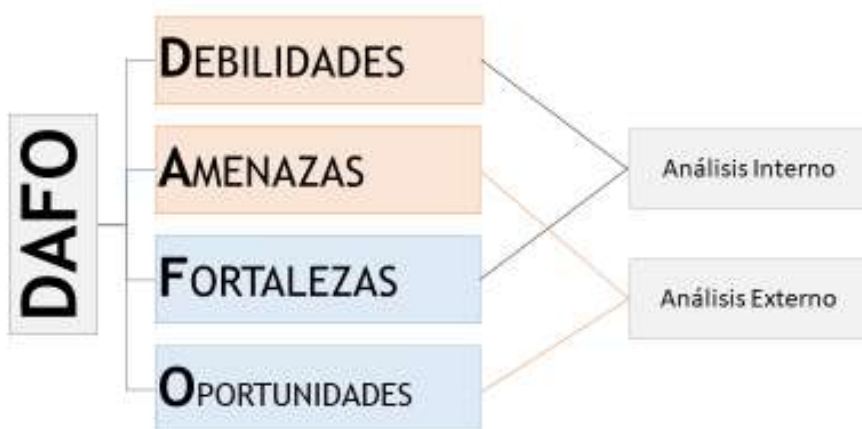 DAFO
DEBILIDADES
AMENAZAS
FORTALEZAS
OPORTUNIDADES
Análisis Interno
Análisis Externo